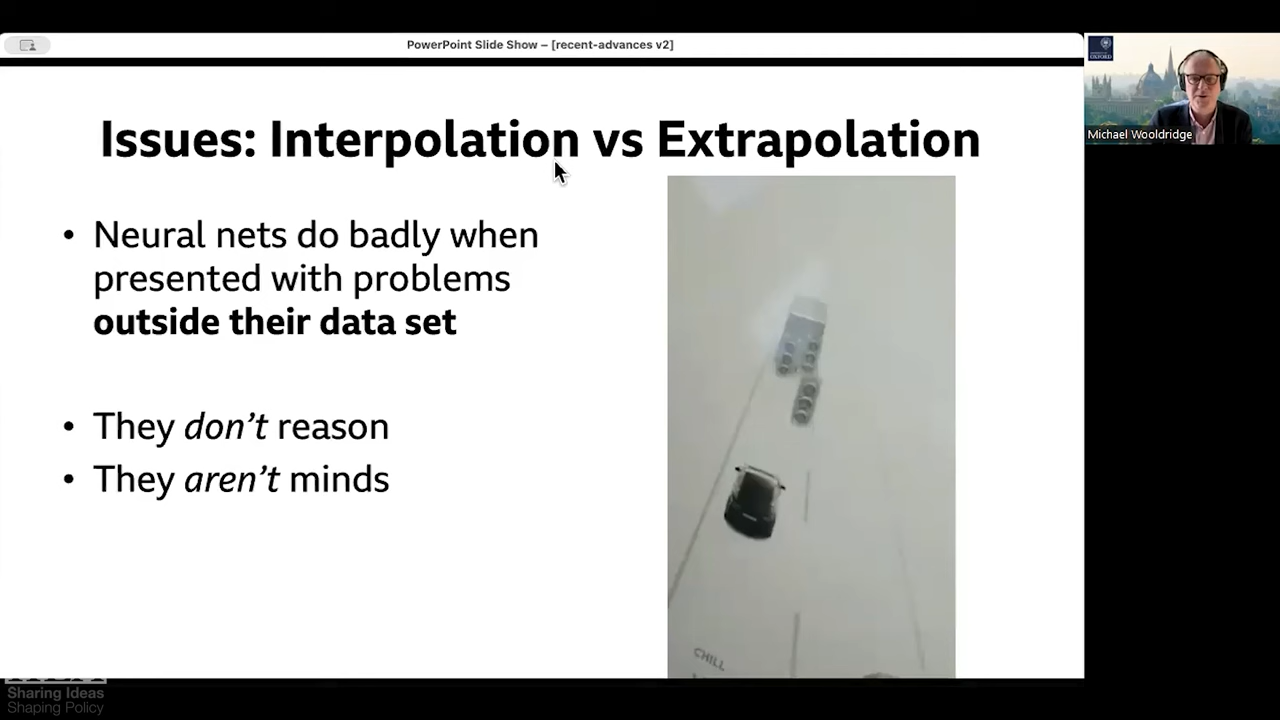 PowerPoint Slide Show – [recent-advances v2]
Issues: Interpolation vs Extrapolation
• Neural nets do badly when
presented with problems
outside their data set
• They don't reason
• They aren't minds
CHILL
OXFORD
Michael Wooldridge
Sharing Ideas
Shaping Policy